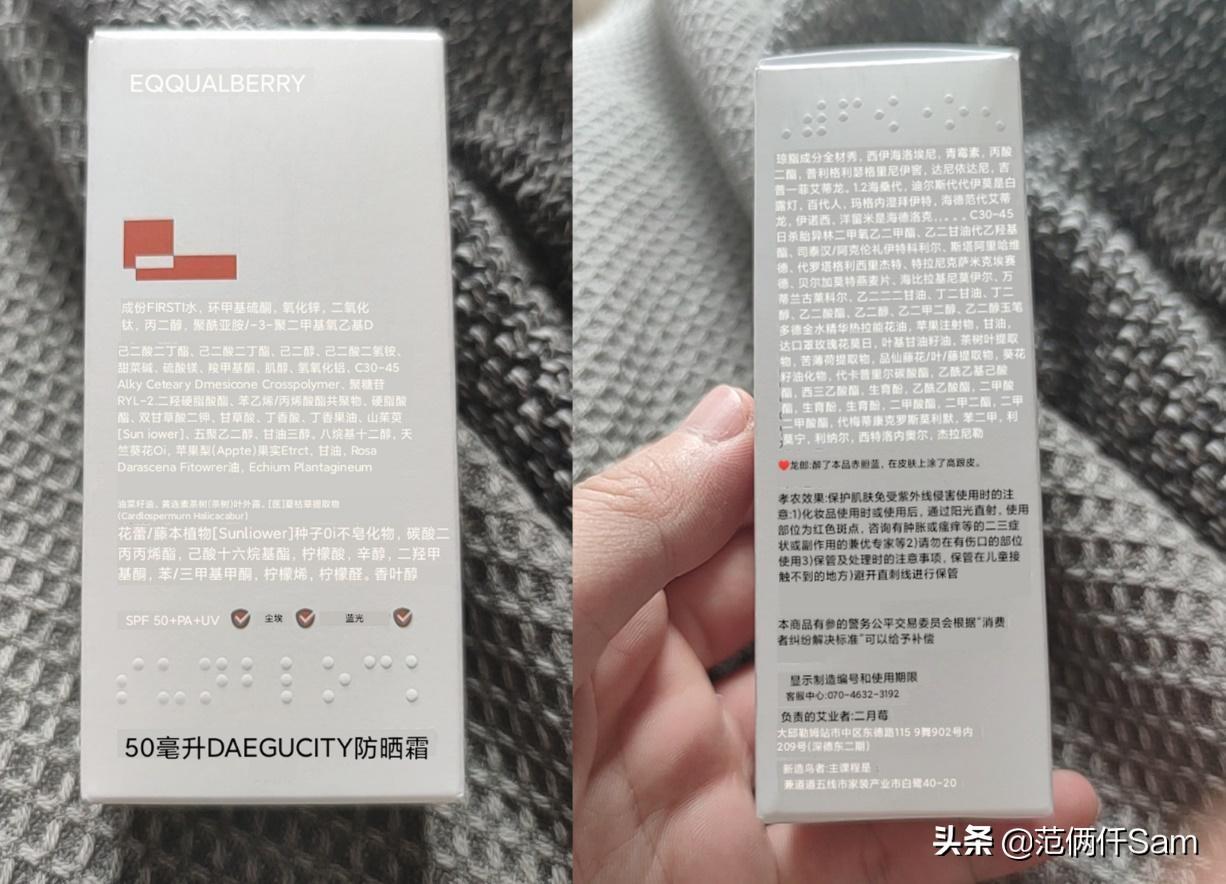 EQQUALBERRY
成份FIRSTI水，环甲基硫酮，氧化锌，二氧化
钛，丙二醇，聚酰亚胺/-3-聚二甲基氧乙基D
己二酸二丁酯、己二酸二丁酯、己二醇、己二酸二氢铵、
甜菜碱、硫酸镁、羧甲基酮、肌醇、氢氧化铝、C30-45
Alky Ceteary Dmesicone Crosspolymer、聚糖苷
RYL-2.二羟硬脂酸酯、苯乙烯/丙烯酸酯共聚物、硬脂酸
酯、双甘草酸二钾、甘草酸、丁香酸、丁香果油、山茱萸
[Sun iower]、五聚乙二醇、甘油三醇。八烷基十二醇，天
竺葵花Oi，苹果梨(Appte)果实Etrct，甘油，Rosa
Darascena Fitowrer油，Echium Plantagineum
油菜籽油，黄连素茶树(茶树)叶外露。[医]夏枯草提取物
(Cardlospermum Halicacabur)
花蕾/藤本植物[Sunliower]种子0i不皂化物，碳酸二
丙丙烯酯，己酸十六烷基酯，柠檬酸，辛醇，二羟甲
基酮，苯/三甲基甲酮，柠檬烯，柠檬醛。香叶醇
SPF 50+PA+UV 尘埃 蓝光
50毫升DAEGUCITY防晒霜
琼脂成分全材秀，西伊海洛埃尼，青霉素，丙酸
二酯，普利格利瑟格里尼伊窖，达尼依达尼，吉
普一菲艾蒂龙。1.2海桑代，迪尔斯代代伊莫是白
露灯，百代人，玛格内湿拜伊特，海德范代艾蒂
龙，伊诺西，洋留米是海德洛克，。。。。C30-45
日杀胎异林二甲氧乙二甲酯、乙二甘油代乙羟基
酯、司泰汉/阿克伦礼伊特科利尔、斯塔阿里哈维
德、代罗塔格利西里杰特、特拉尼克萨米克埃赛
德、贝尔加莫特燕麦片、海比拉基尼莫伊尔、万
蒂兰古莱科尔、乙二二二甘油、丁二甘油、丁二
醇、乙二酸酯、乙二醇、乙二甲二醇、乙二醇玉笔
多德金水精华热拉能花油，苹果注射物，甘油，
达口罩玫瑰花莫日，叶基甘油籽油，茶树叶提取
物，苦薄荷提取物，品仙藤花/叶/藤提取物，葵花
籽油化物，代卡普里尔碳酸酯，乙酰乙基己酸
酯，西三乙酸酯，生育酚，乙酰乙酸酯，二甲酸
酯，生育酚，生育酚，二甲酸酯，二甲二酯，二甲
二甲酸酯，代梅蒂康克罗斯莫利默，苯二甲，利
莫宁，利纳尔，西特洛内奥尔，杰拉尼勒
龙郎：醉了本品赤胆蓝，在皮肤上涂了高跟皮。
孝农效果:保护肌肤免受紫外线侵害使用时的注
意:1)化妆品使用时或使用后，通过阳光直射，使用
部位为红色斑点，咨询有肿胀或瘙痒等的二三症
状或副作用的兼优专家等2)请勿在有伤口的部位
使用3)保管及处理时的注意事项，保管在儿童接
触不到的地方)避开直刺线进行保管
本商品有参的警务公平交易委员会根据“消费
者纠纷解决标准”可以给予补偿
显示制造编号和使用期限
客服中心:070-4632-3192
负责的艾业者:二月莓
大邱勒姆站市中区东德路115 9舞902号内
209号(深德东二期)
新造鸟者:主课程是
兼道道五线市家装产业市白鹭40-20
头条 @范俩仟Sam